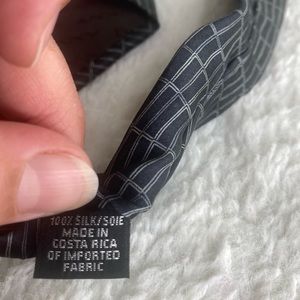 100% SILK/SOIE
MADE IN
COSTA RICA
OF IMPORTED
FABRIC